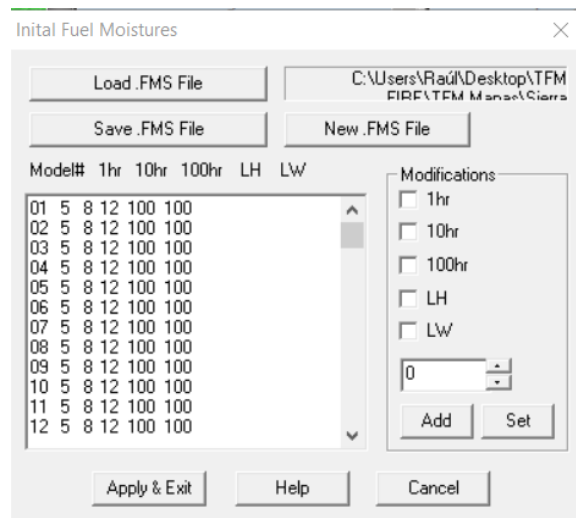 Inital Fuel Moistures
Load .FMS File
C:\Users\Raúl\Desktop\TFM
FIRE\TFM Mapas\Sierra
Save .FMS File
New .FMS File
Model# 1hr 10hr 100hr LH LW
01 5 8 12 100 100
02 5 8 12 100 100
03 5 8 12 100 100
04 5 8 12 100 100
05 5 8 12 100 100
06 5 8 12 100 100
07 5 8 12 100 100
08 5 8 12 100 100
09 5 8 12 100 100
10 5 8 12 100 100
11 5 8 12 100 100
12 5 8 12 100 100
Modifications
1hr
10hr
100hr
LH
LW
0
Add
Set
Apply & Exit
Help
Cancel